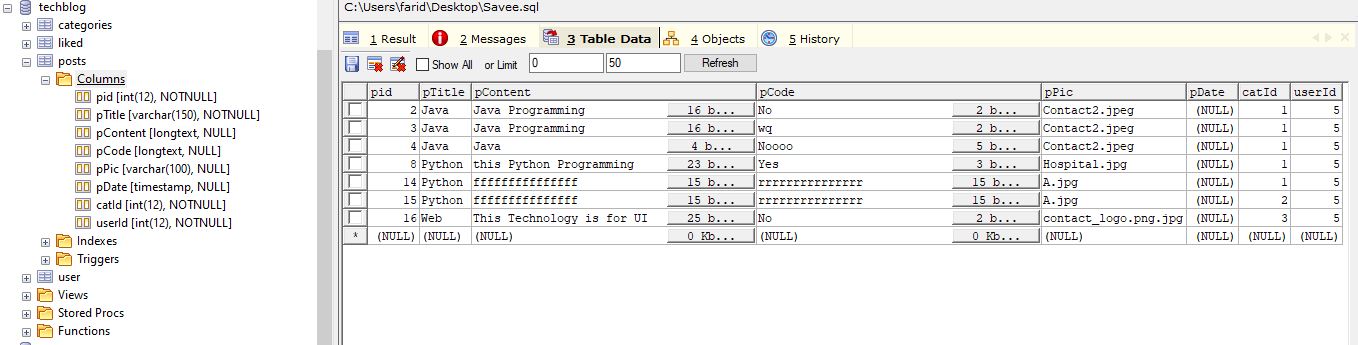 techblog
categories
liked
posts
Columns
pid [int(12), NOTNULL]
pTitle [varchar(150), NOTNULL]
pContent [longtext, NULL]
pCode [longtext, NULL]
pPic [varchar(100), NULL]
pDate [timestamp, NULL]
catId [int(12), NOTNULL]
userId [int(12), NOTNULL]
Indexes
Triggers
user
Views
Stored Procs
Functions
C:\Users\farid\Desktop\Savee.sql
1 Result 2 Messages 3 Table Data 4 Objects 5 History
Show All or Limit 0 50 Refresh
pid pTitle pContent pCode pPic pDate catId userId
2 Java Java Programming 16 b... No 2 b... Contact2.jpeg (NULL) 1 5
3 Java Java Programming 16 b... wq 2 b... Contact2.jpeg (NULL) 1 5
4 Java Java 4 b... Noooo 5 b... Contact2.jpeg (NULL) 1 5
8 Python this Python Programming 23 b... Yes 3 b... Hospital.jpg (NULL) 1 5
14 Python fffffffffffffff 15 b... rrrrrrrrrrrrrrr 15 b... A.jpg (NULL) 1 5
15 Python fffffffffffffff 15 b... rrrrrrrrrrrrrrr 15 b... A.jpg (NULL) 2 5
16 Web This Technology is for UI 25 b... No 2 b... contact_logo.png.jpg (NULL) 3 5
* (NULL) (NULL) (NULL) 0 Kb... (NULL) 0 Kb... (NULL) (NULL) (NULL) (NULL)